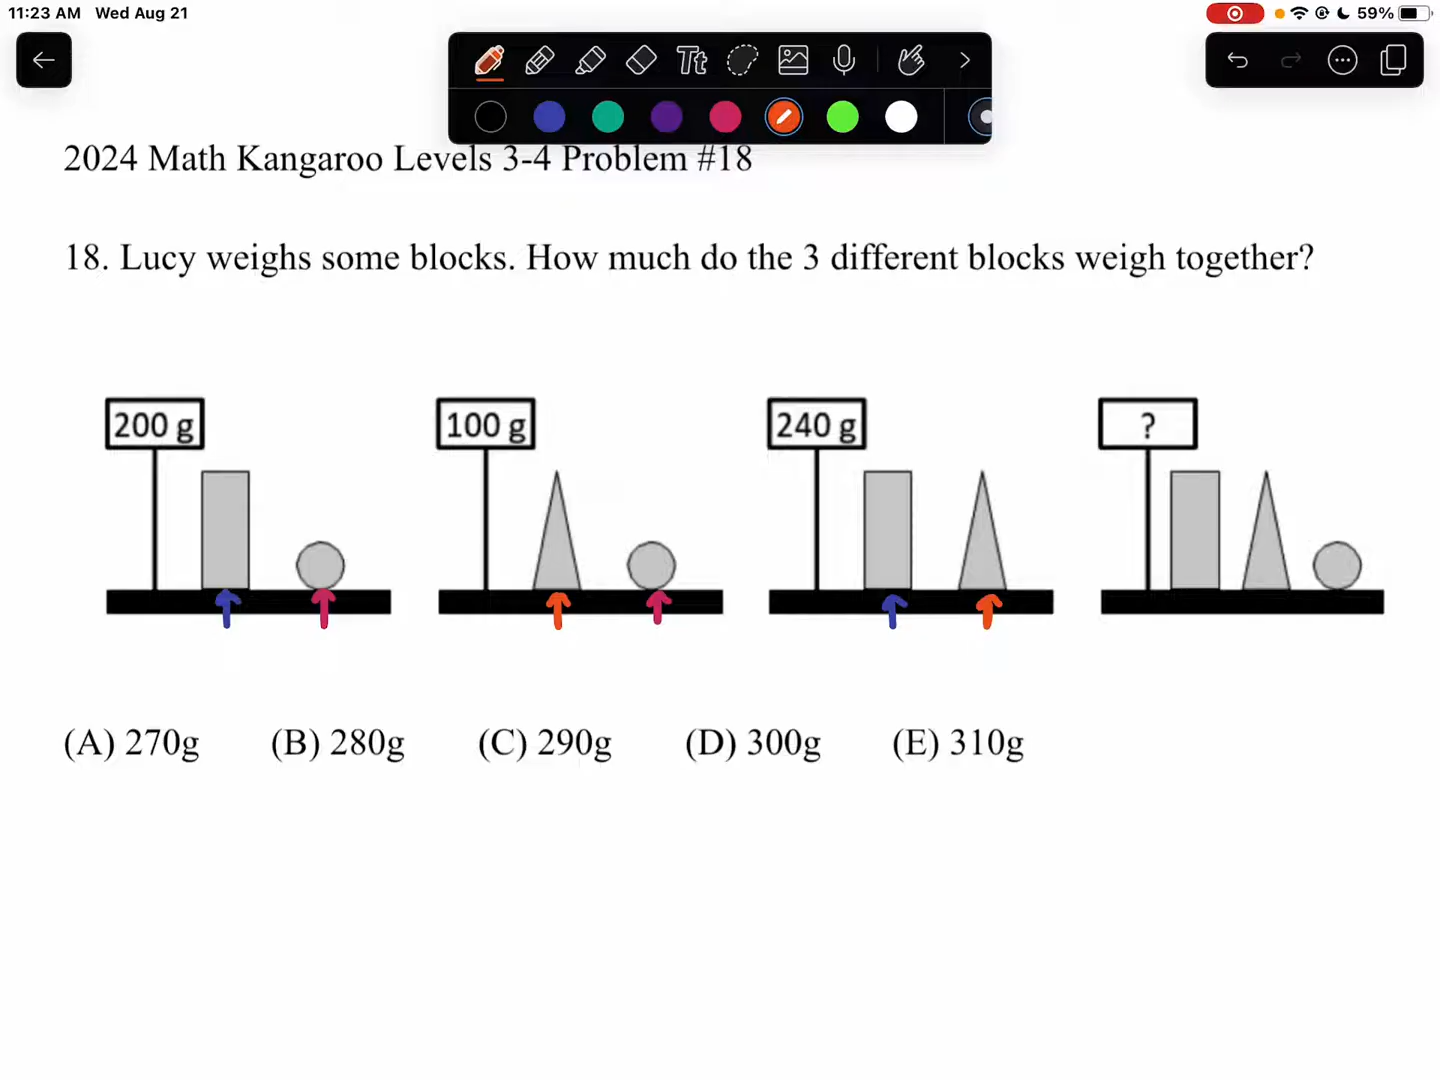 11:23 AM Wed Aug 21
59%
Tt
2024 Math Kangaroo Levels 3-4 Problem #18
18. Lucy weighs some blocks. How much do the 3 different blocks weigh together?
200 g 100 g 240 g ?
(A) 270g (B) 280g (C) 290g (D) 300g (E) 310g